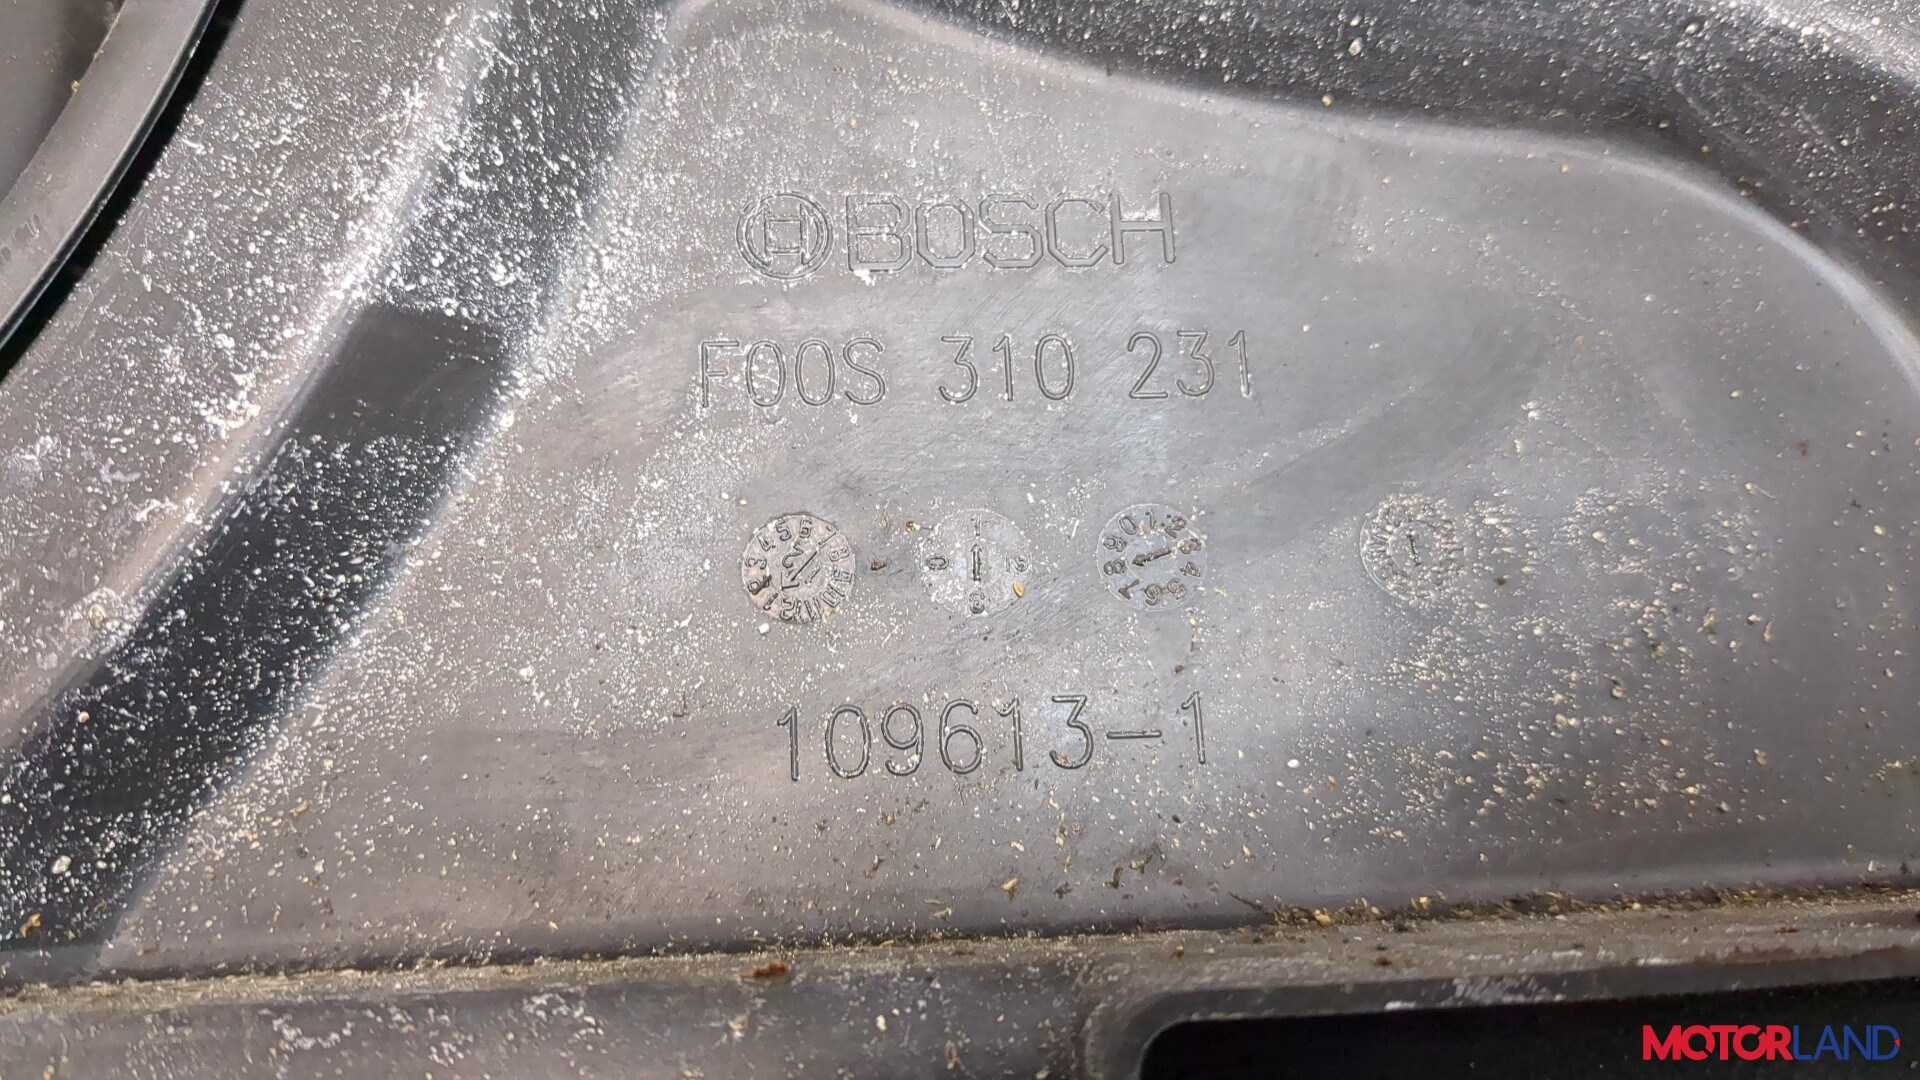 BOSCH
F00S 310 231
109613-1
MOTORLAND